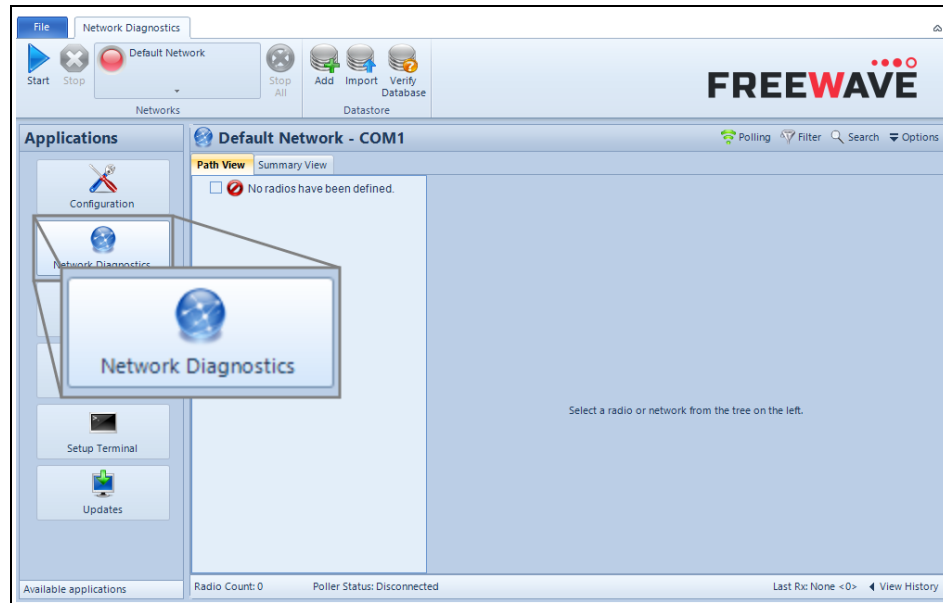 File
Network Diagnostics
Start
Stop
Default Network
Stop All
Add
Import
Verify Database
Networks
Datastore
FREEWAVE
Applications
Default Network - COM1
Polling
Filter
Search
Options
Path View
Summary View
No radios have been defined.
Configuration
Network Diagnostics
Network Diagnostics
Select a radio or network from the tree on the left.
Setup Terminal
Updates
Available applications
Radio Count: 0
Poller Status: Disconnected
Last Rx: None <0>
View History